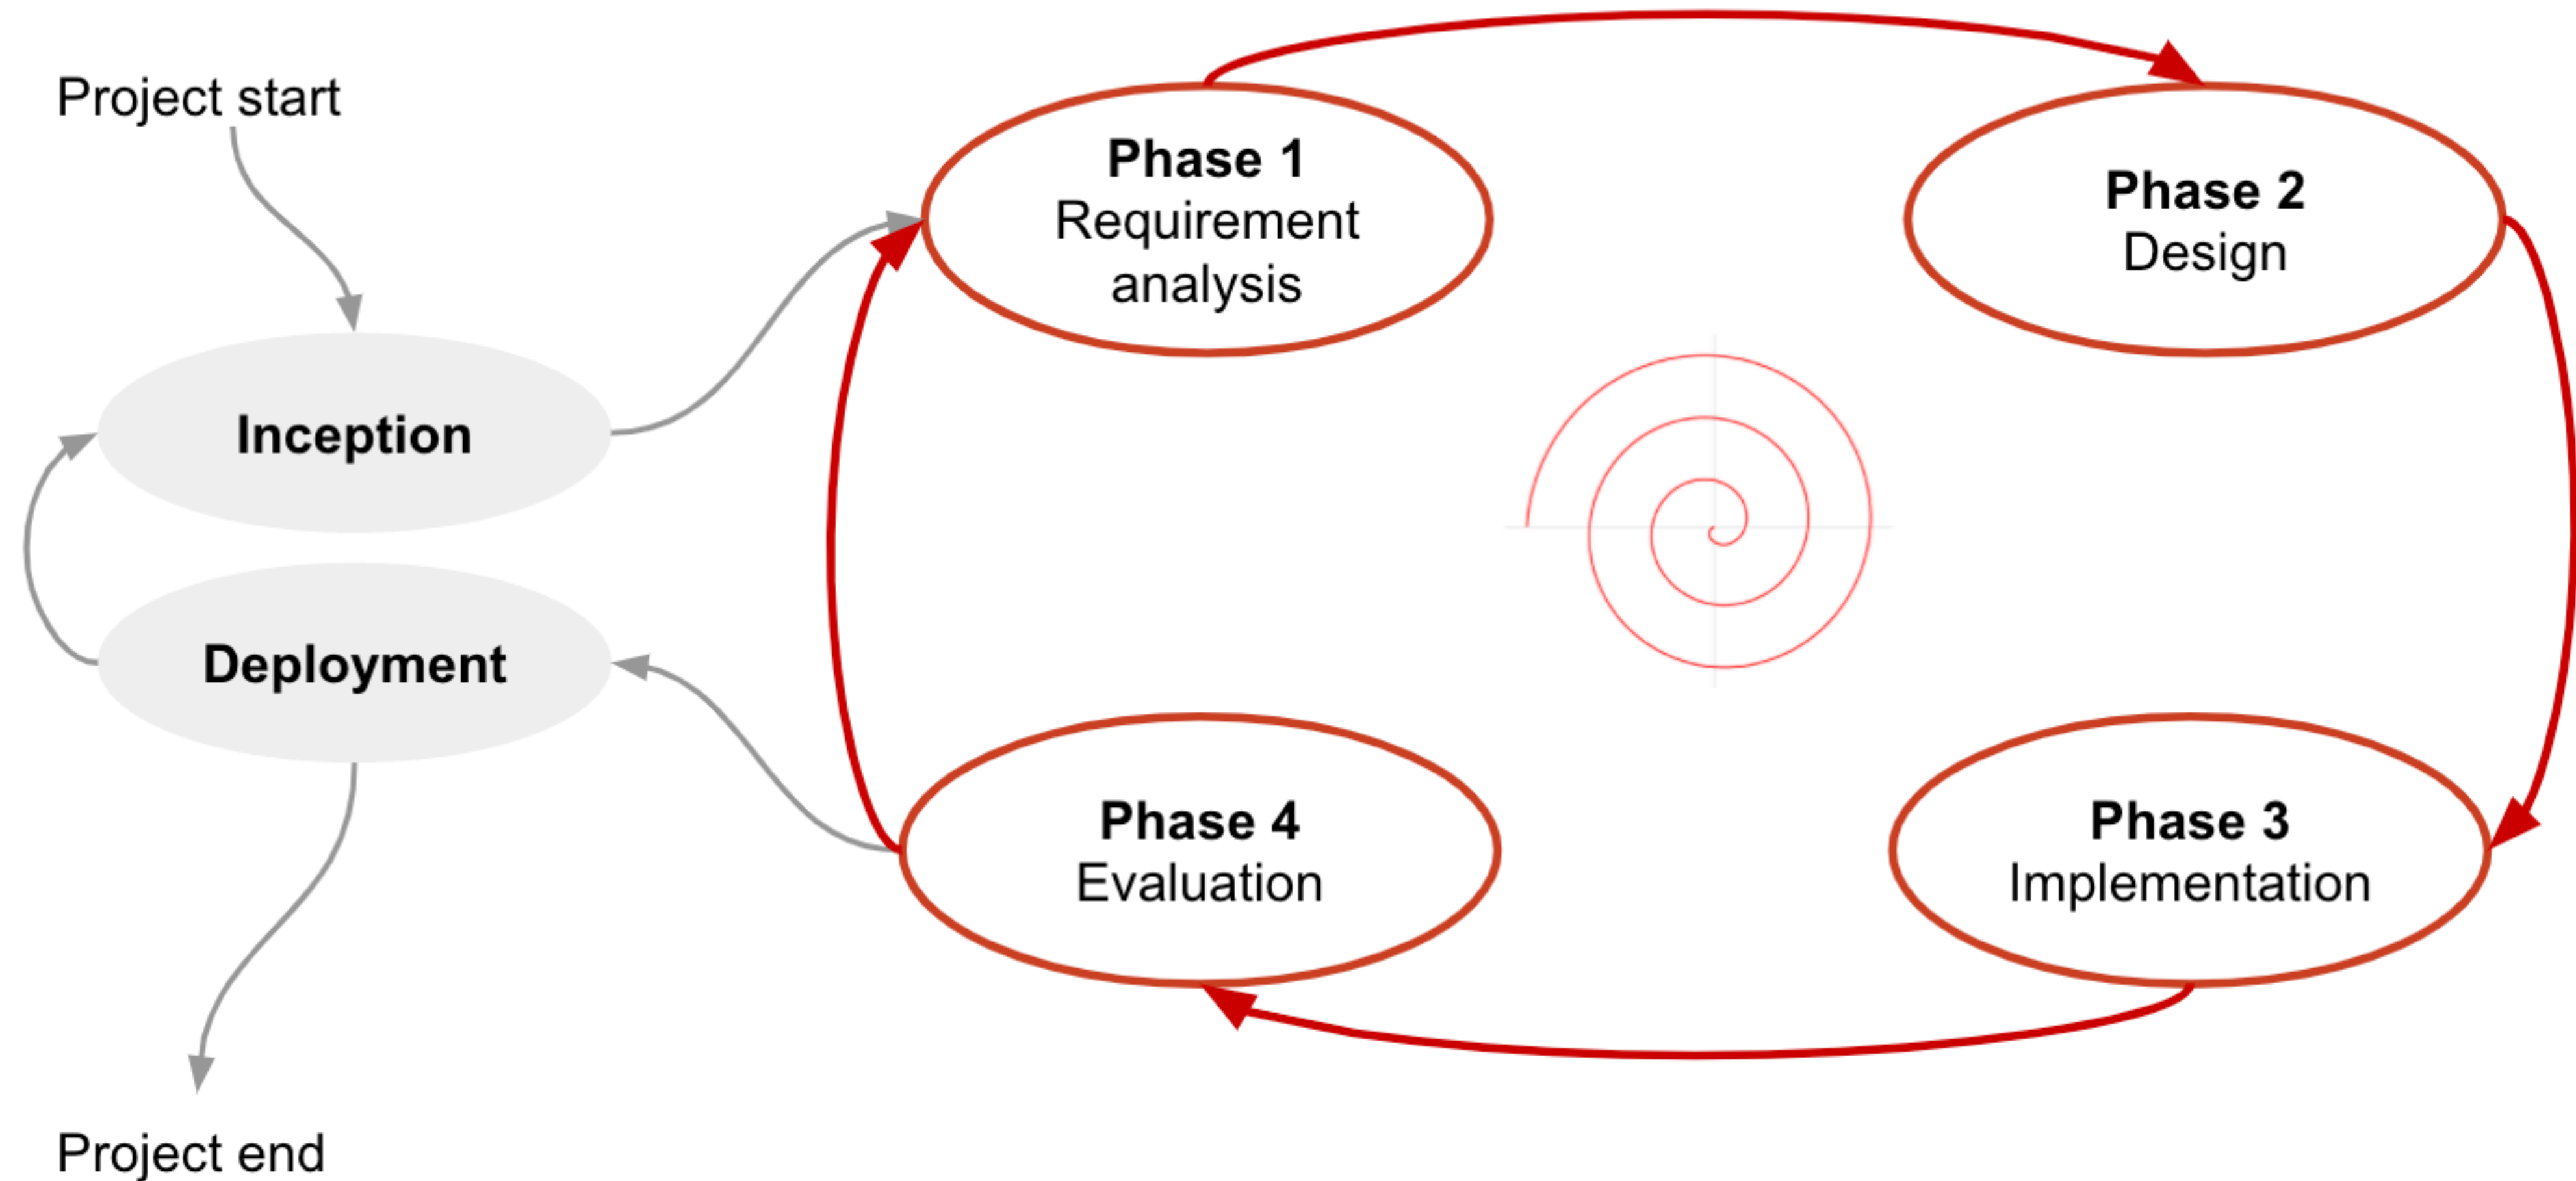 Project start
Inception
Deployment
Project end
Phase 1
Requirement
analysis
Phase 2
Design
Phase 3
Implementation
Phase 4
Evaluation